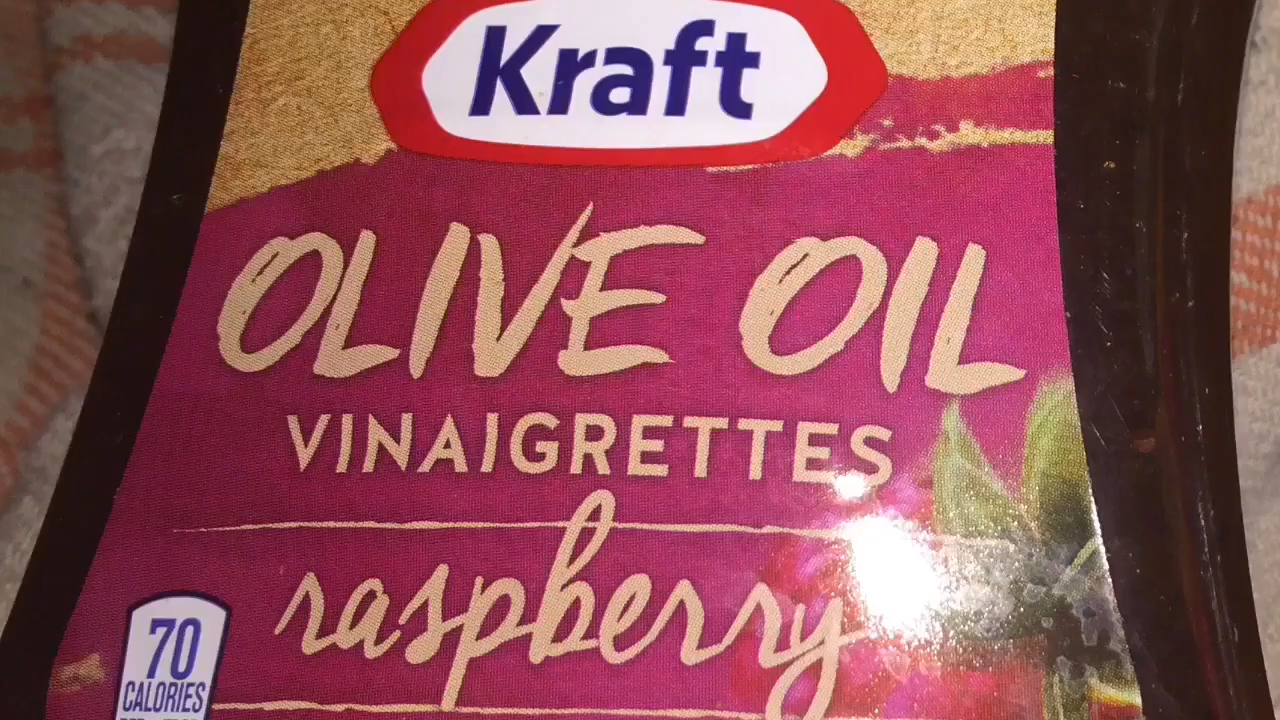 Kraft
OLIVE OIL
VINAIGRETTES
raspberry
70
CALORIES